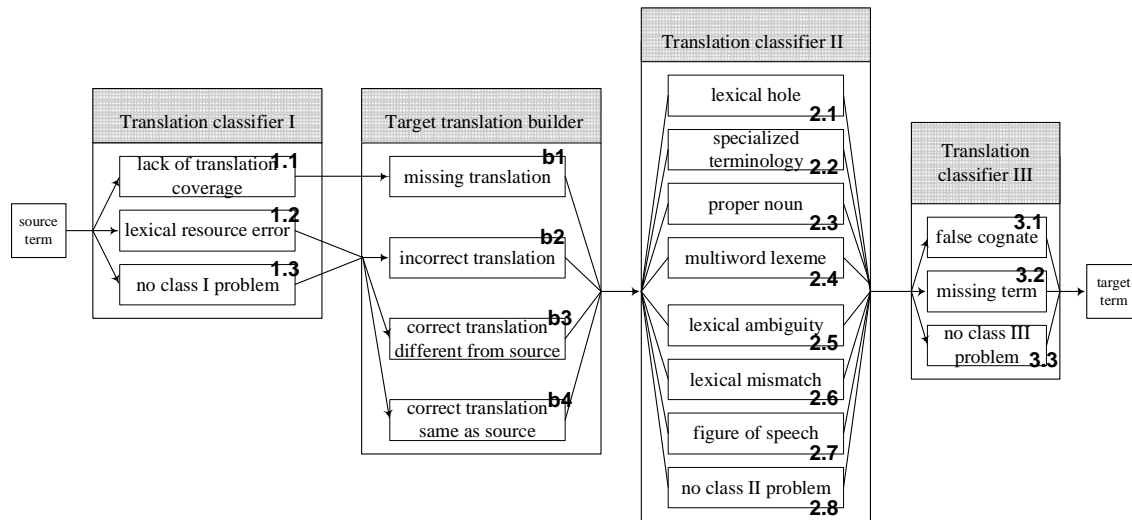 source
term
Translation classifier I
1.1
lack of translation
coverage
1.2
lexical resource error
1.3
no class I problem
Target translation builder
b1
missing translation
b2
incorrect translation
b3
correct translation
different from source
b4
correct translation
same as source
Translation classifier II
lexical hole
2.1
specialized
terminology
2.2
proper noun
2.3
multiword lexeme
2.4
lexical ambiguity
2.5
lexical mismatch
2.6
figure of speech
2.7
no class II problem
2.8
Translation
classifier III
3.1
false cognate
3.2
missing term
no class III
problem
3.3
target
term